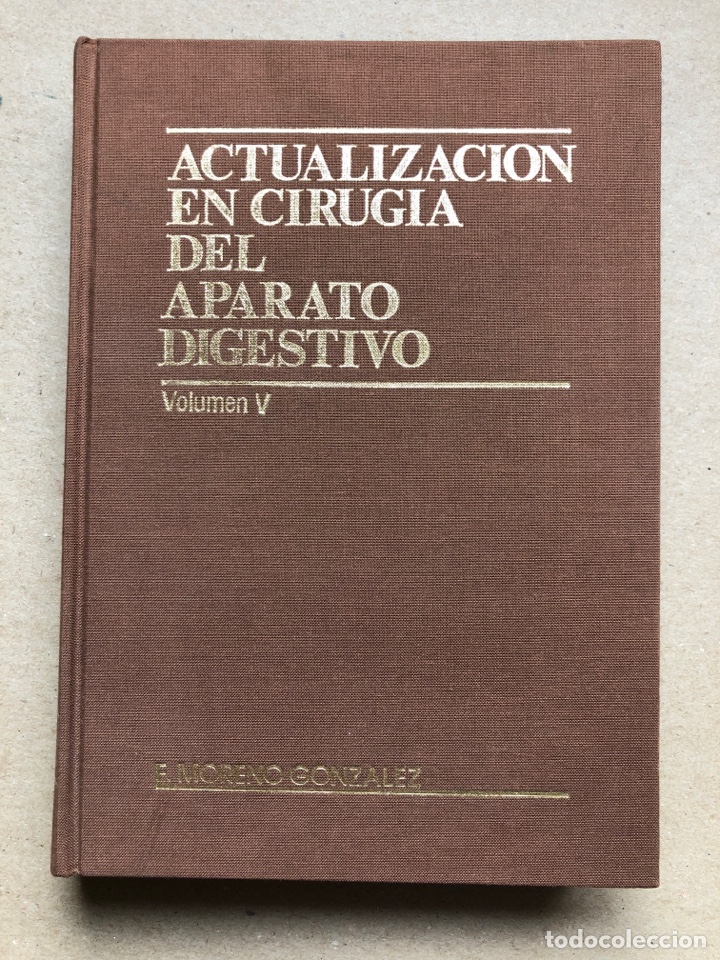 ACTUALIZACION
EN CIRUGIA
DEL
APARATO
DIGESTIVO
Volumen V
E. MORENO GONZALEZ
todocoleccion